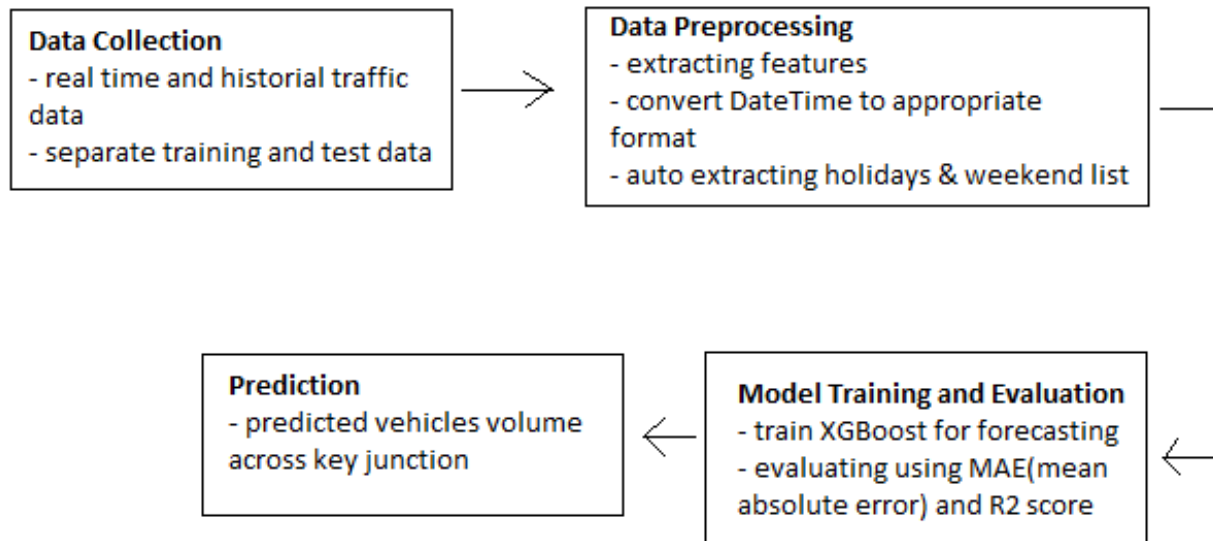 Data Collection
- real time and historial traffic
data
- separate training and test data
Data Preprocessing
- extracting features
- convert DateTime to appropriate
format
- auto extracting holidays & weekend list
Prediction
- predicted vehicles volume
across key junction
Model Training and Evaluation
- train XGBoost for forecasting
- evaluating using MAE(mean
absolute error) and R2 score